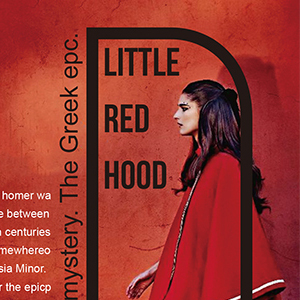 LITTLE
RED
HOOD
mystery. The Greek epc.
homer wa
e between
centuries
mewhereo
sia Minor.
r the epicp